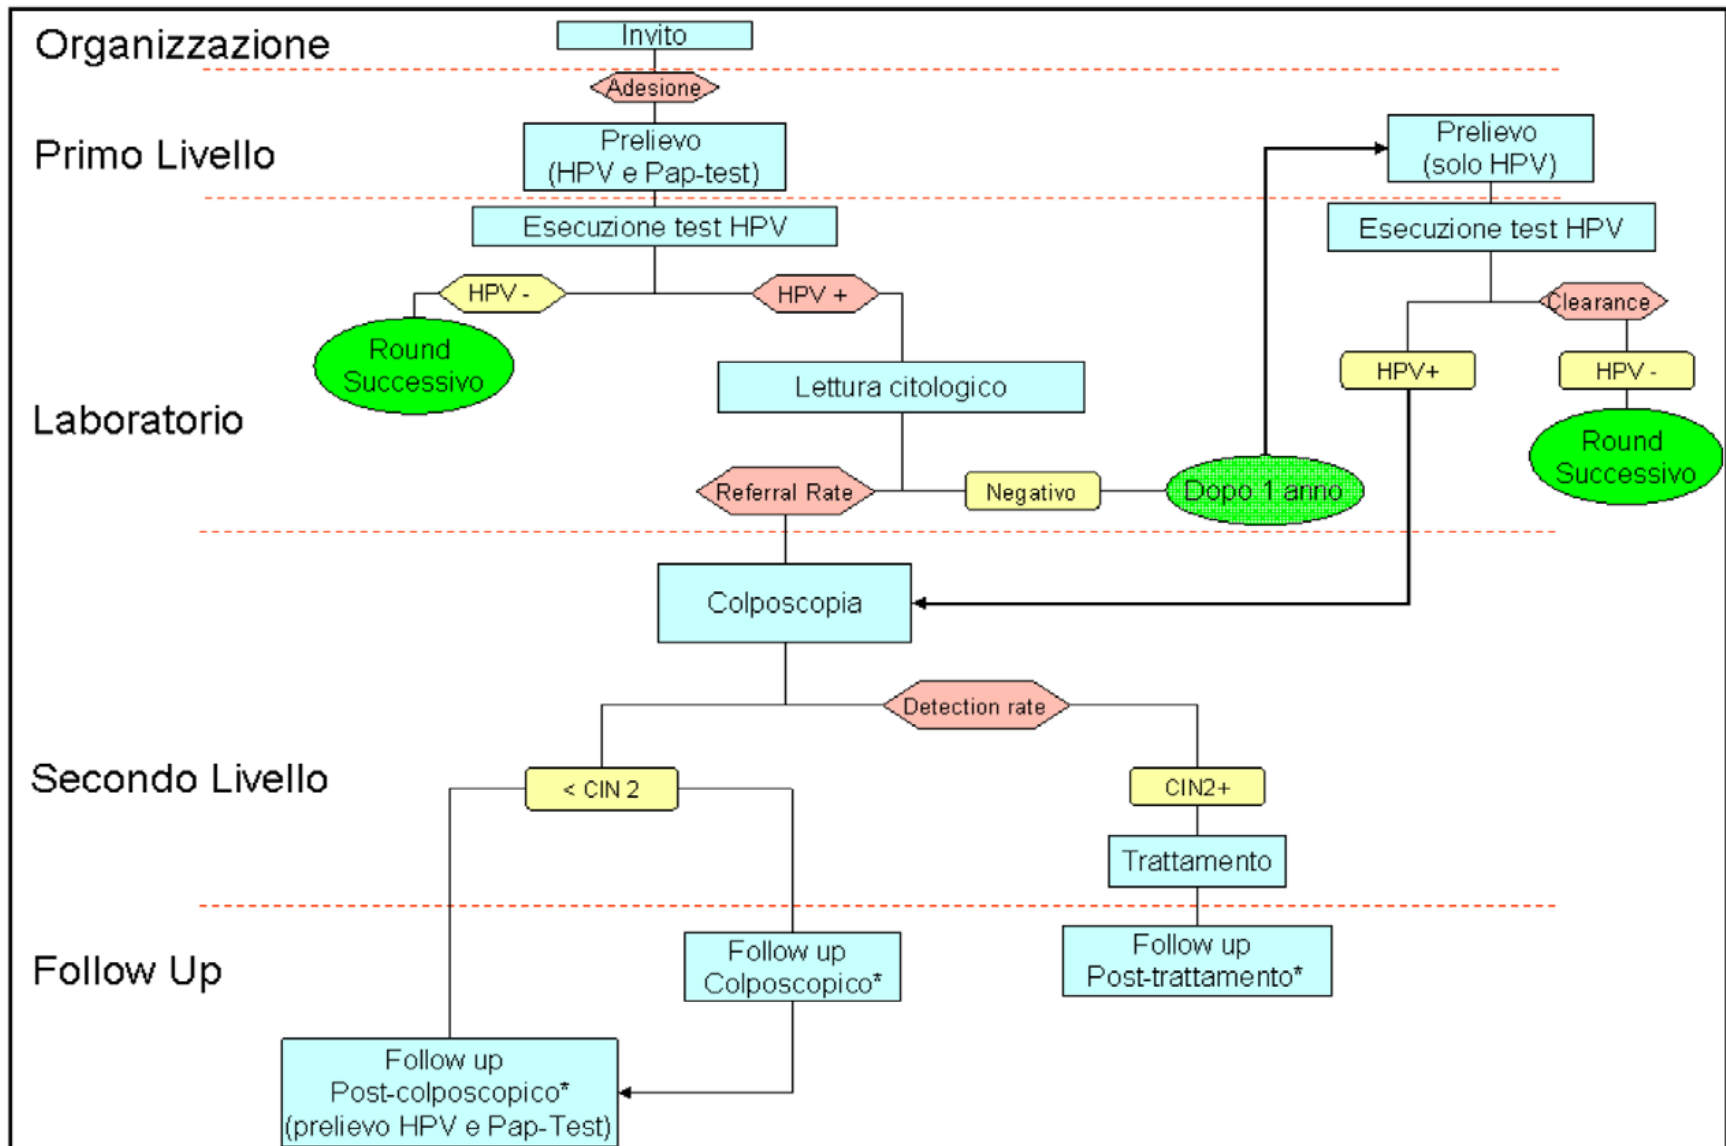 Organizzazione
Invito
Adesione
Primo Livello
Prelievo
(HPV e Pap-test)
Prelievo
(solo HPV)
Esecuzione test HPV
Esecuzione test HPV
HPV -
HPV +
Clearance
Round
Successivo
Lettura citologico
HPV+
HPV -
Laboratorio
Round
Successivo
Referral Rate
Negativo
Dopo 1 anno
Colposcopia
Detection rate
Secondo Livello
< CIN 2
CIN2+
Trattamento
Follow Up
Follow up
Colposcopico*
Follow up
Post-trattamento*
Follow up
Post-colposcopico*
(prelievo HPV e Pap-Test)